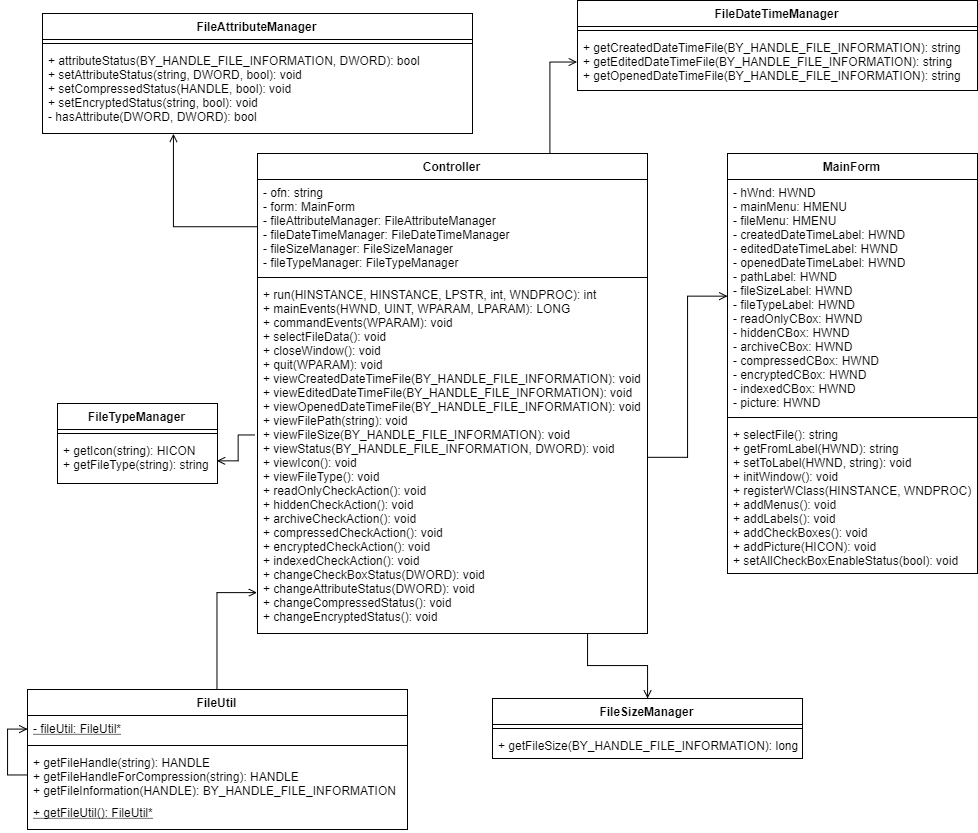 FileAttributeManager
+ attributeStatus(BY_HANDLE_FILE_INFORMATION, DWORD): bool
+ setAttributeStatus(string, DWORD, bool): void
+ setCompressedStatus(HANDLE, bool): void
+ setEncryptedStatus(string, bool): void
- hasAttribute(DWORD, DWORD): bool
FileDateTimeManager
+ getCreatedDateTimeFile(BY_HANDLE_FILE_INFORMATION): string
+ getEditedDateTimeFile(BY_HANDLE_FILE_INFORMATION): string
+ getOpenedDateTimeFile(BY_HANDLE_FILE_INFORMATION): string
Controller
- ofn: string
- form: MainForm
- fileAttributeManager: FileAttributeManager
- fileDateTimeManager: FileDateTimeManager
- fileSizeManager: FileSizeManager
- fileTypeManager: FileTypeManager
+ run(HINSTANCE, HINSTANCE, LPSTR, int, WNDPROC): int
+ mainEvents(HWND, UINT, WPARAM, LPARAM): LONG
+ commandEvents(WPARAM): void
+ selectFileData(): void
+ closeWindow(): void
+ quit(WPARAM): void
+ viewCreatedDateTimeFile(BY_HANDLE_FILE_INFORMATION): void
+ viewEditedDateTimeFile(BY_HANDLE_FILE_INFORMATION): void
+ viewOpenedDateTimeFile(BY_HANDLE_FILE_INFORMATION): void
+ viewFilePath(string): void
+ viewFileSize(BY_HANDLE_FILE_INFORMATION): void
+ viewStatus(BY_HANDLE_FILE_INFORMATION, DWORD): void
+ viewIcon(): void
+ viewFileType(): void
+ readOnlyCheckAction(): void
+ hiddenCheckAction(): void
+ archiveCheckAction(): void
+ compressedCheckAction(): void
+ encryptedCheckAction(): void
+ indexedCheckAction(): void
+ changeCheckBoxStatus(DWORD): void
+ changeAttributeStatus(DWORD): void
+ changeCompressedStatus(): void
+ changeEncryptedStatus(): void
MainForm
- hWnd: HWND
- mainMenu: HMENU
- fileMenu: HMENU
- createdDateTimeLabel: HWND
- editedDateTimeLabel: HWND
- openedDateTimeLabel: HWND
- pathLabel: HWND
- fileSizeLabel: HWND
- fileTypeLabel: HWND
- readOnlyCBox: HWND
- hiddenCBox: HWND
- archiveCBox: HWND
- compressedCBox: HWND
- encryptedCBox: HWND
- indexedCBox: HWND
- picture: HWND
+ selectFile(): string
+ getFromLabel(HWND): string
+ setToLabel(HWND, string): void
+ initWindow(): void
+ registerWClass(HINSTANCE, WNDPROC)
+ addMenus(): void
+ addLabels(): void
+ addCheckBoxes(): void
+ addPicture(HICON): void
+ setAllCheckBoxEnableStatus(bool): void
FileTypeManager
+ getIcon(string): HICON
+ getFileType(string): string
FileUtil
- fileUtil: FileUtil*
+ getFileHandle(string): HANDLE
+ getFileHandleForCompression(string): HANDLE
+ getFileInformation(HANDLE): BY_HANDLE_FILE_INFORMATION
+ getFileUtil(): FileUtil*
FileSizeManager
+ getFileSize(BY_HANDLE_FILE_INFORMATION): long